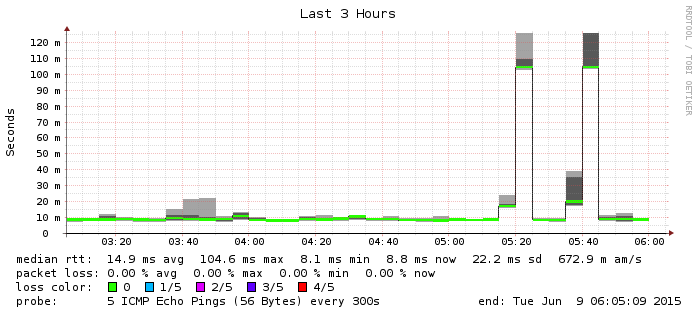 Last 3 Hours
RRDTOOL / TOBI OETIKER
Seconds
120 m
110 m
100 m
90 m
80 m
70 m
60 m
50 m
40 m
30 m
20 m
10 m
0
03:20 03:40 04:00 04:20 04:40 05:00 05:20 05:40 06:00
median rtt: 14.9 ms avg 104.6 ms max 8.1 ms min 8.8 ms now 22.2 ms sd 672.9 m am/s
packet loss: 0.00 % avg 0.00 % max 0.00 % min 0.00 % now
loss color: 0 1/5 2/5 3/5 4/5
probe: 5 ICMP Echo Pings (56 Bytes) every 300s end: Tue Jun 9 06:05:09 2015